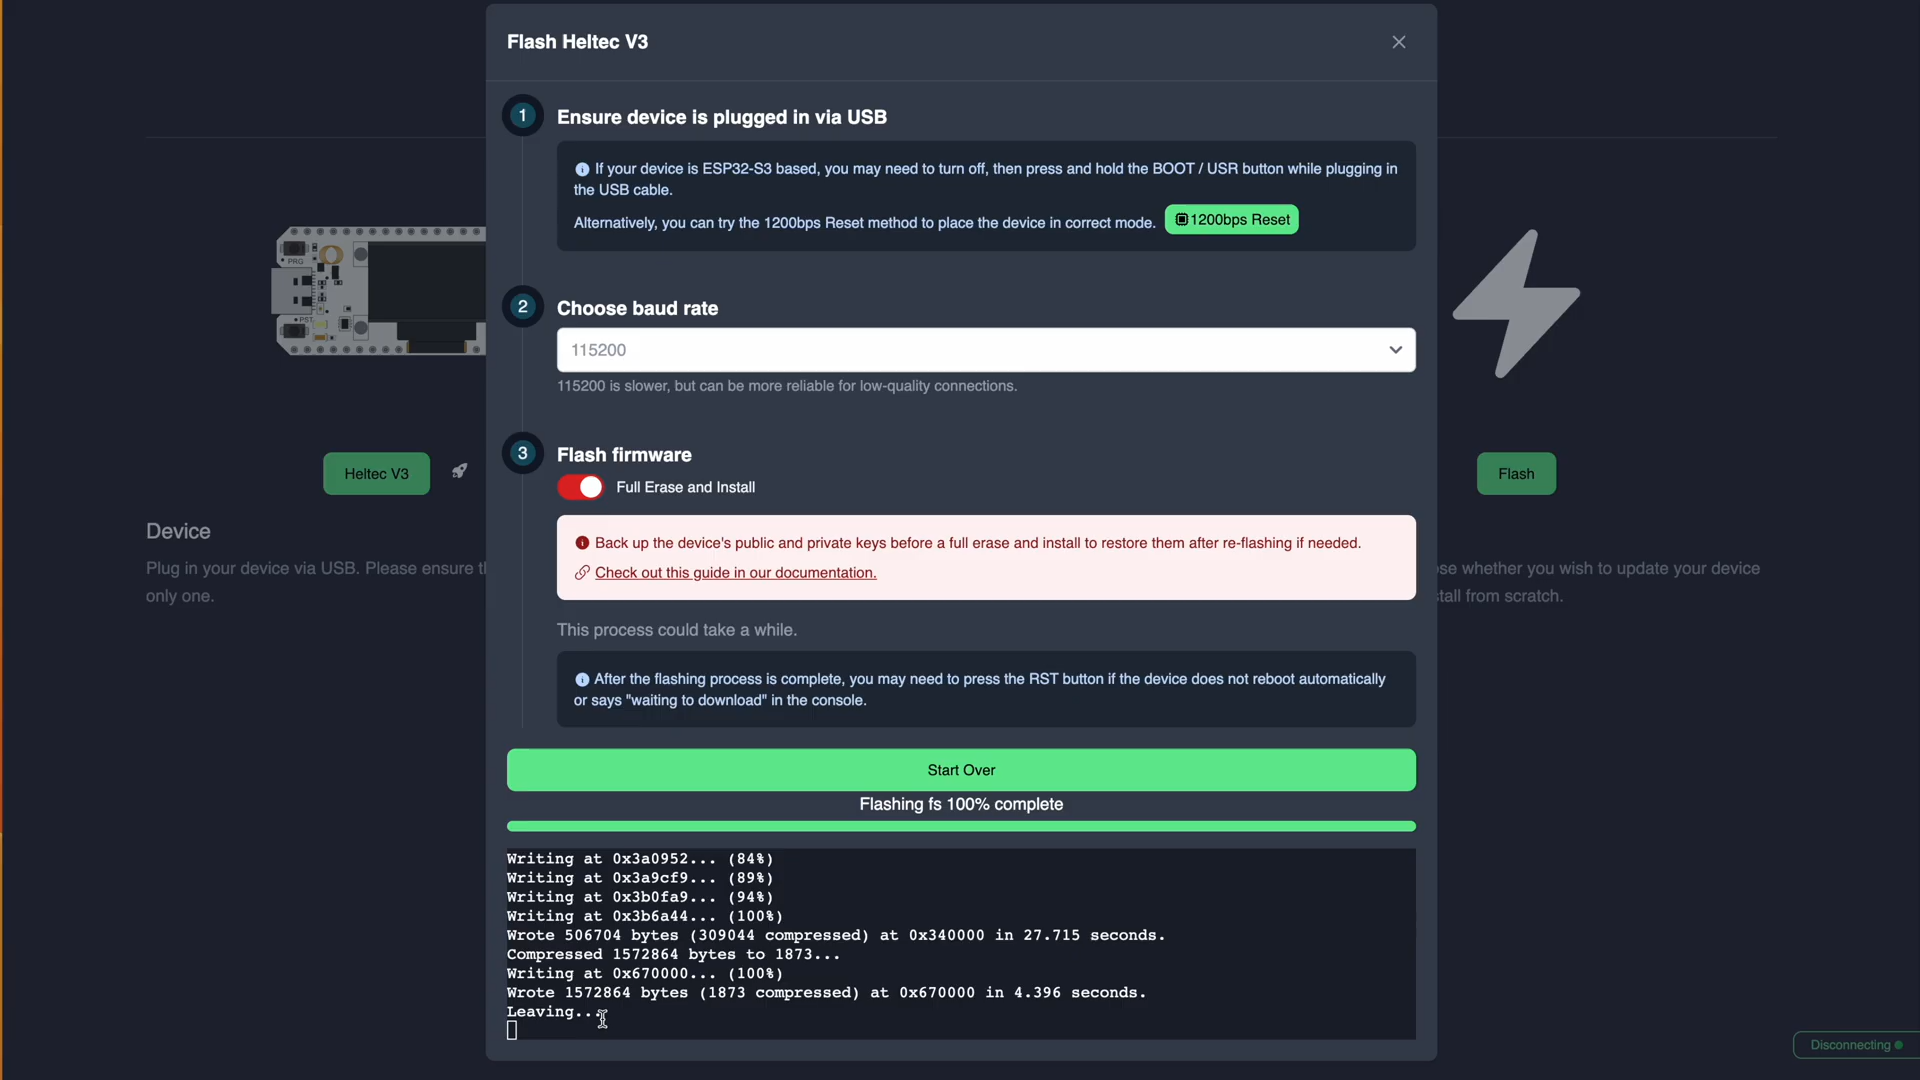 Flash Heltec V3
1
Ensure device is plugged in via USB
If your device is ESP32-S3 based, you may need to turn off, then press and hold the BOOT / USR button while plugging in
the USB cable.
Alternatively, you can try the 1200bps Reset method to place the device in correct mode.
1200bps Reset
PRG
2
Choose baud rate
115200
115200 is slower, but can be more reliable for low-quality connections.
3
Flash firmware
Full Erase and Install
Heltec V3
Flash
Device
Plug in your device via USB. Please ensure
only one.
whether you wish to update your device
from scratch.
Back up the device's public and private keys before a full erase and install to restore them after re-flashing if needed.
Check out this guide in our documentation.
This process could take a while.
After the flashing process is complete, you may need to press the RST button if the device does not reboot automatically
or says "waiting to download" in the console.
Start Over
Flashing fs 100% complete
Writing at 0x3a0952... (84%)
Writing at 0x3a9cf9... (89%)
Writing at 0x3b0fa9... (94%)
Writing at 0x3b6a44... (100%)
Wrote 506704 bytes (309044 compressed) at 0x340000 in 27.715 seconds.
Compressed 1572864 bytes to 1873...
Writing at 0x670000... (100%)
Wrote 1572864 bytes (1873 compressed) at 0x670000 in 4.396 seconds.
Leaving...
Disconnecting